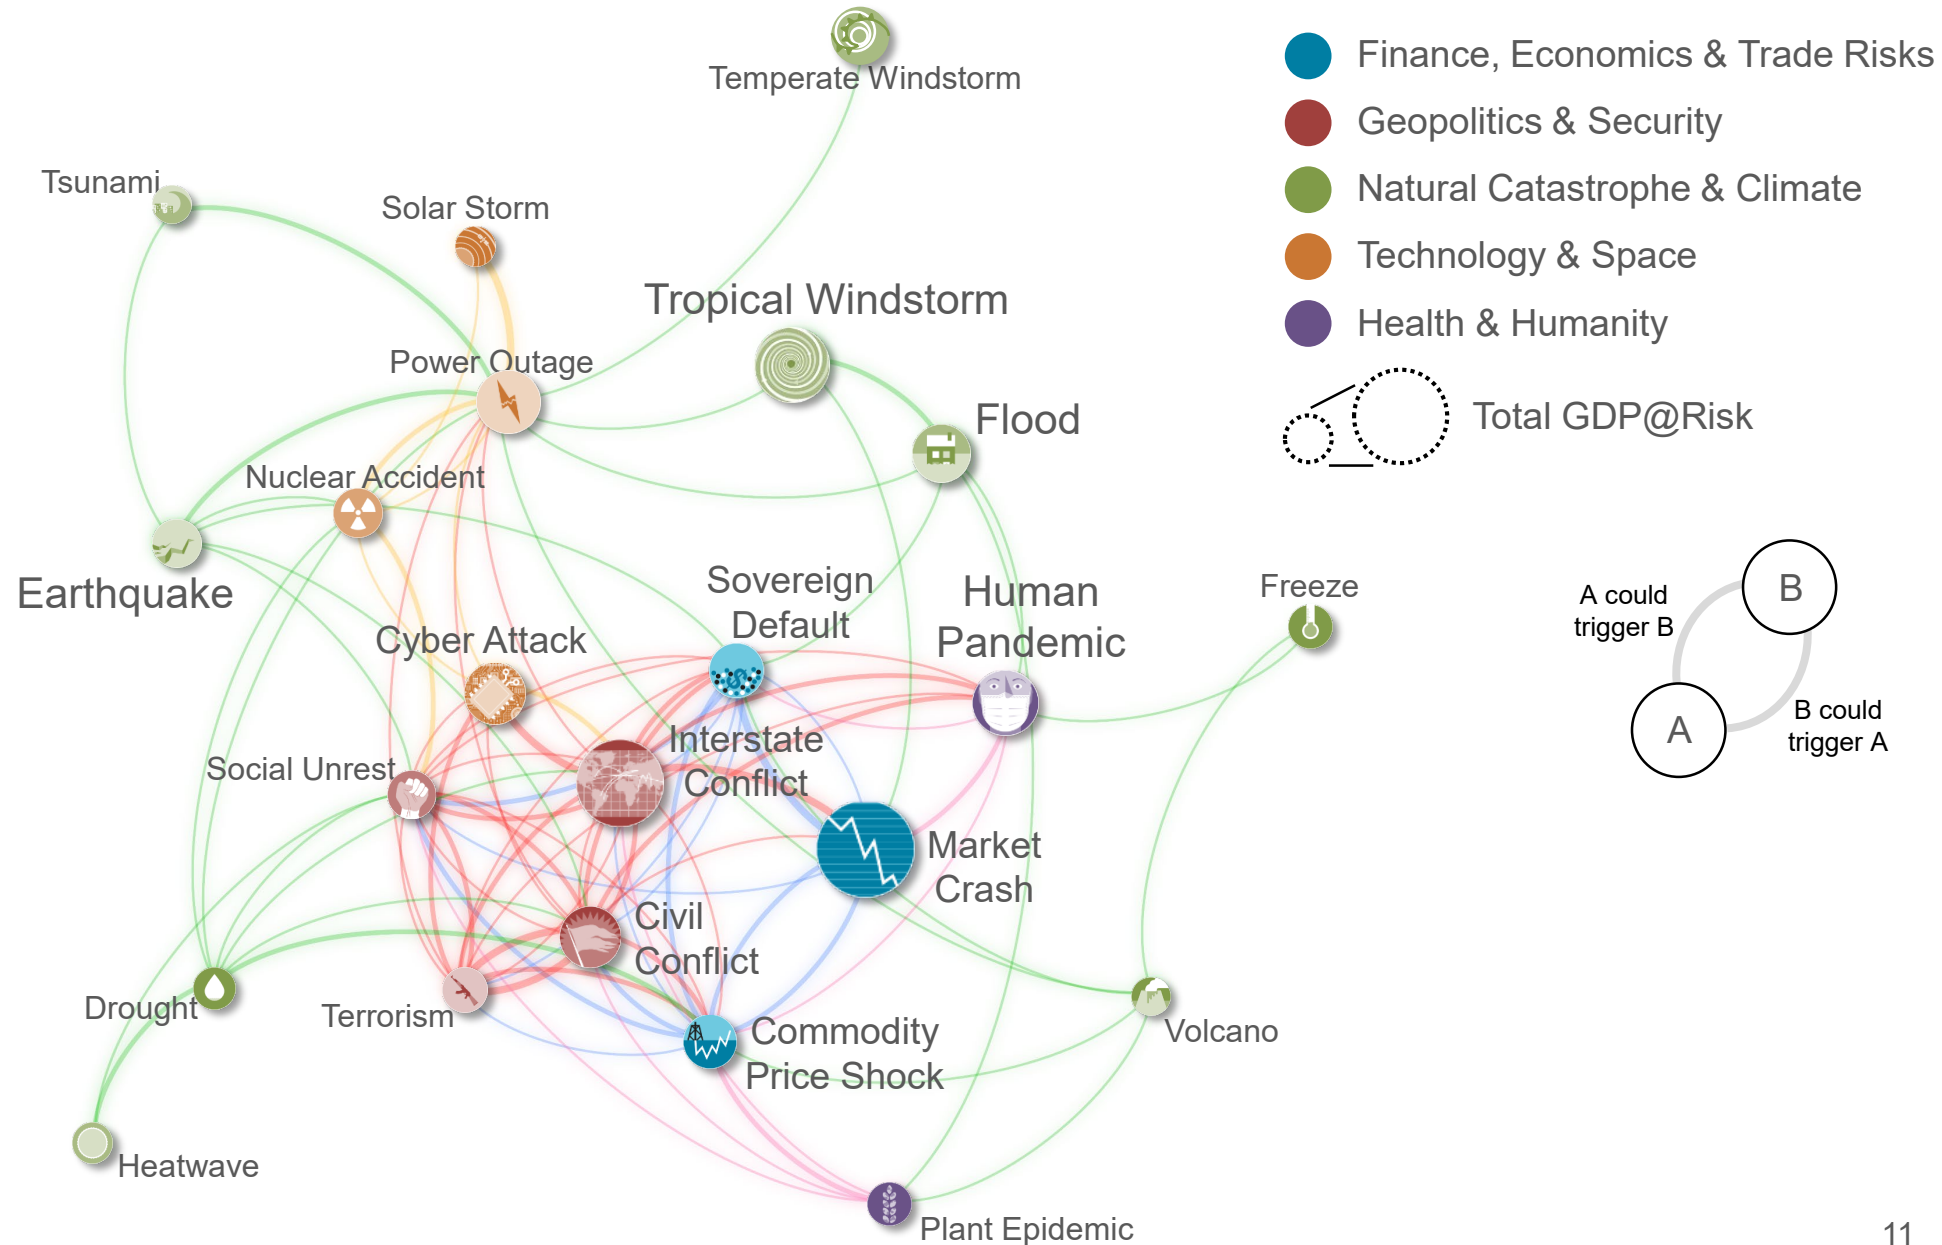 Temperate Windstorm
Tsunami
Solar Storm
Tropical Windstorm
Power Outage
Flood
Nuclear Accident
Earthquake
Sovereign
Default
Human
Pandemic
Freeze
Cyber Attack
Interstate
Conflict
Social Unrest
Market
Crash
Civil
Conflict
Drought
Terrorism
Commodity
Price Shock
Volcano
Heatwave
Plant Epidemic
Finance, Economics & Trade Risks
Geopolitics & Security
Natural Catastrophe & Climate
Technology & Space
Health & Humanity
Total GDP@Risk
A could
trigger B
B
A
B could
trigger A
11